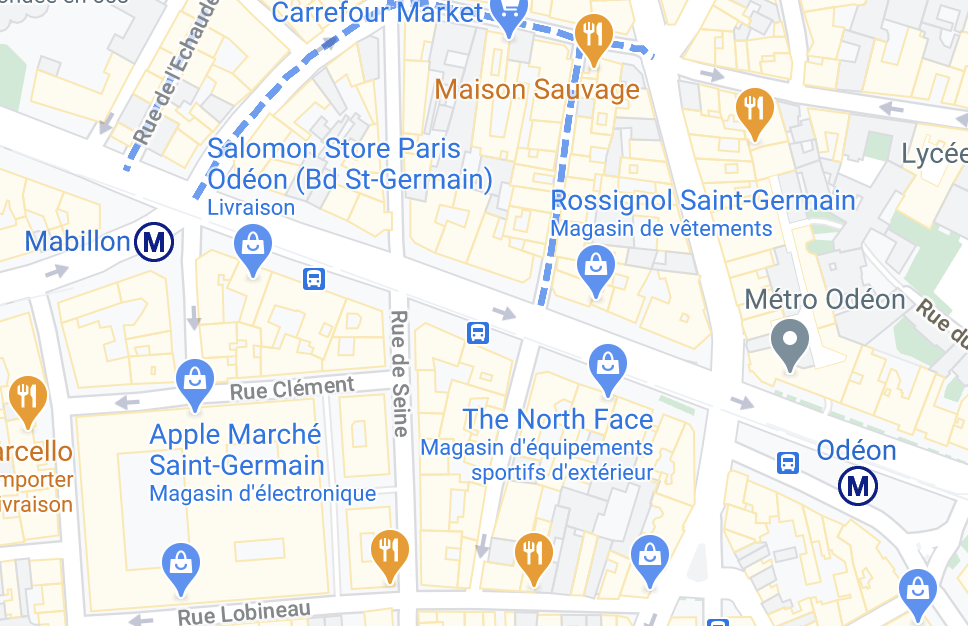 Carrefour Market
Rue de l'Echaudé
Maison Sauvage
Lycée
Salomon Store Paris
Odéon (Bd St-Germain)
Livraison
Rossignol Saint-Germain
Magasin de vêtements
Mabillon M
Métro Odéon
Rue du
Rue de Seine
Rue Clément
The North Face
Magasin d'équipements
sportifs d'extérieur
Apple Marché
Saint-Germain
Magasin d'électronique
Odéon
M
arcello
mporter
ivraison
Rue Lobineau